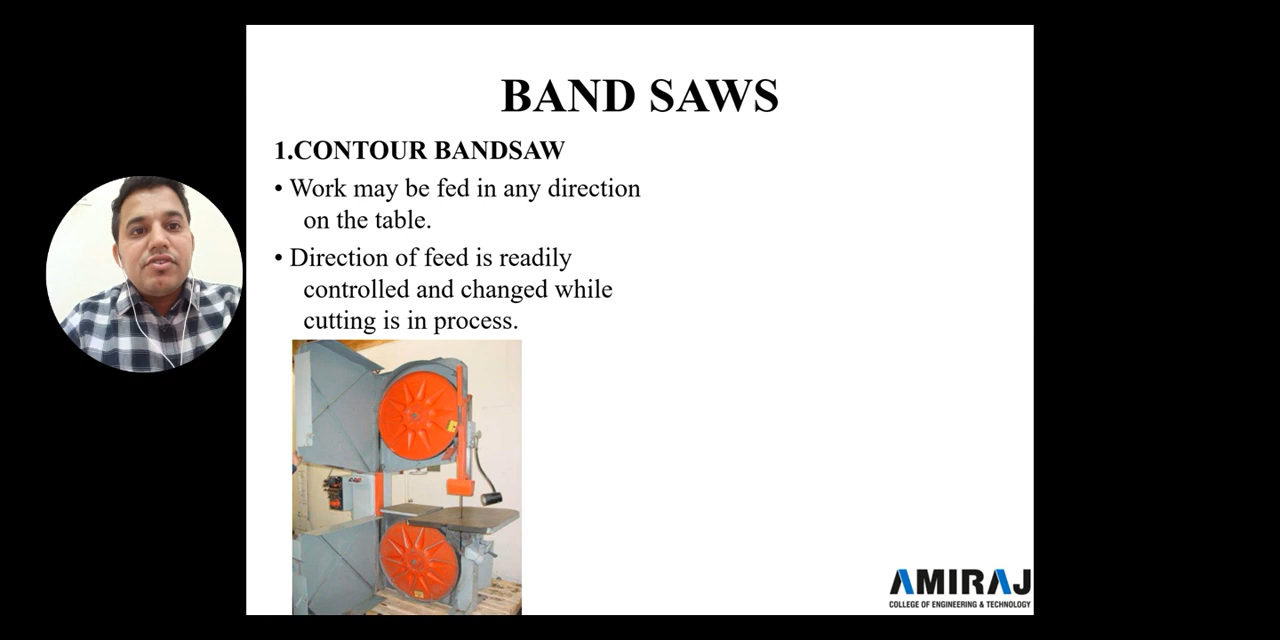 BAND SAWS
1.CONTOUR BANDSAW
• Work may be fed in any direction
on the table.
• Direction of feed is readily
controlled and changed while
cutting is in process.
AMIRAJ
COLLEGE OF ENGINEERING & TECHNOLOGY